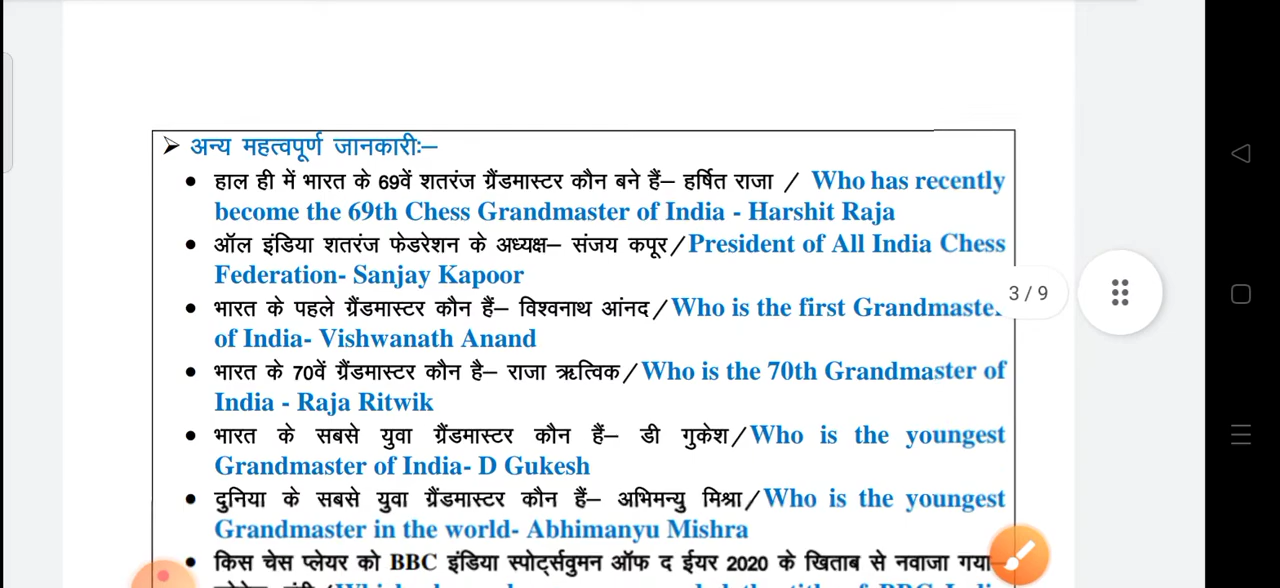 ➤ अन्य महत्वपूर्ण जानकारीः–
• हाल ही में भारत के 69वें शतरंज ग्रैंडमास्टर कौन बने हैं– हर्षित राजा / Who has recently
become the 69th Chess Grandmaster of India - Harshit Raja
• ऑल इंडिया शतरंज फेडरेशन के अध्यक्ष– संजय कपूर/President of All India Chess
Federation- Sanjay Kapoor
3 / 9
• भारत के पहले ग्रैंडमास्टर कौन हैं– विश्वनाथ आंनद/Who is the first Grandmaste
of India- Vishwanath Anand
• भारत के 70वें ग्रैंडमास्टर कौन है– राजा ऋत्विक/Who is the 70th Grandmaster of
India - Raja Ritwik
• भारत के सबसे युवा ग्रैंडमास्टर कौन हैं– डी गुकेश/Who is the youngest
Grandmaster of India- D Gukesh
• दुनिया के सबसे युवा ग्रैंडमास्टर कौन हैं– अभिमन्यु मिश्रा/Who is the youngest
Grandmaster in the world- Abhimanyu Mishra
• किस चेस प्लेयर को BBC इंडिया स्पोर्ट्सवुमन ऑफ द ईयर 2020 के खिताब से नवाजा गया